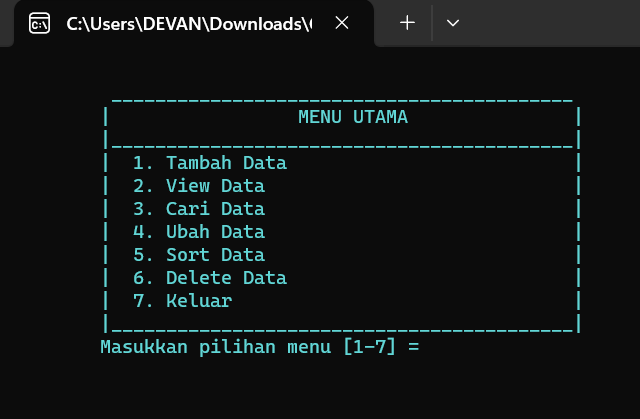 C:\Users\DEVAN\Downloads\
MENU UTAMA
1. Tambah Data
2. View Data
3. Cari Data
4. Ubah Data
5. Sort Data
6. Delete Data
7. Keluar
Masukkan pilihan menu [1-7] =